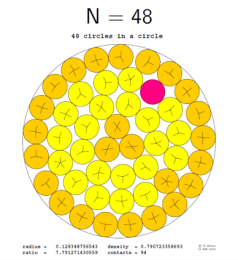 N = 48
48 circles in a circle
radius = 0.128348756543 density = 0.790723358693
ratio = 7.791271430559 contacts = 94